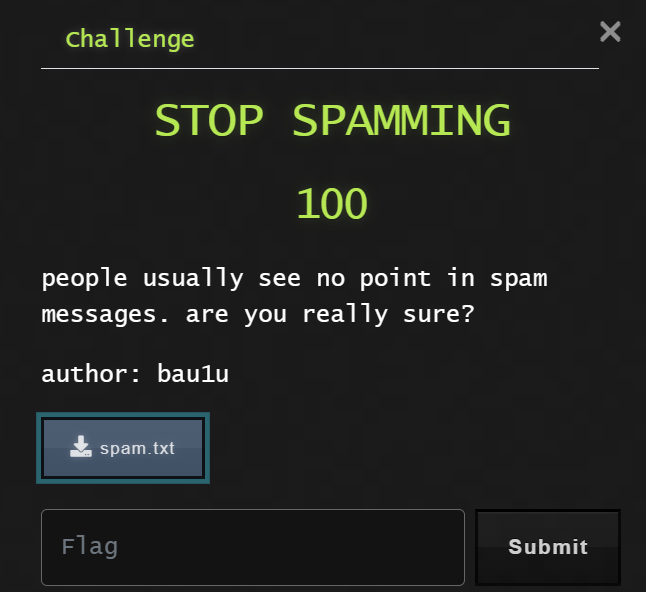 Challenge
STOP SPAMMING
100
people usually see no point in spam
messages. are you really sure?
author: bau1u
spam.txt
Flag
Submit